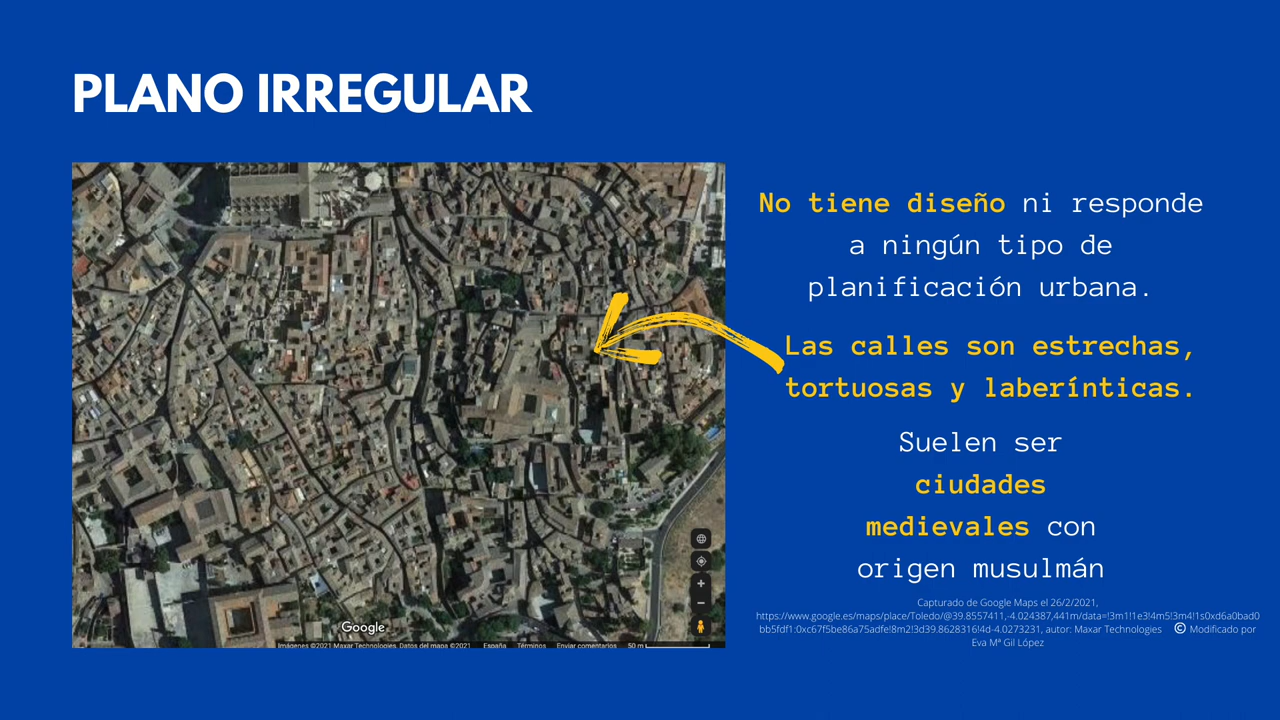 PLANO IRREGULAR
No tiene diseño ni responde
a ningún tipo de
planificación urbana.
Las calles son estrechas,
tortuosas y laberínticas.
Suelen ser
ciudades
medievales con
origen musulmán
Capturado de Google Maps el 26/2/2021,
https://www.google.es/maps/place/Toledo/@39.8557411,-4.024387,441m/data=!3m1!1e3!4m5!3m4!1s0xd6a0bad0
bb5fdf1:0xc67f5be86a75adfe!8m2!3d39.8628316!4d-4.0273231, autor: Maxar Technologies © Modificado por
Eva Mª Gil López
Google
Imágenes ©2021 Maxar Technologies, Datos del mapa ©2021 España Términos Enviar comentarios 50 m